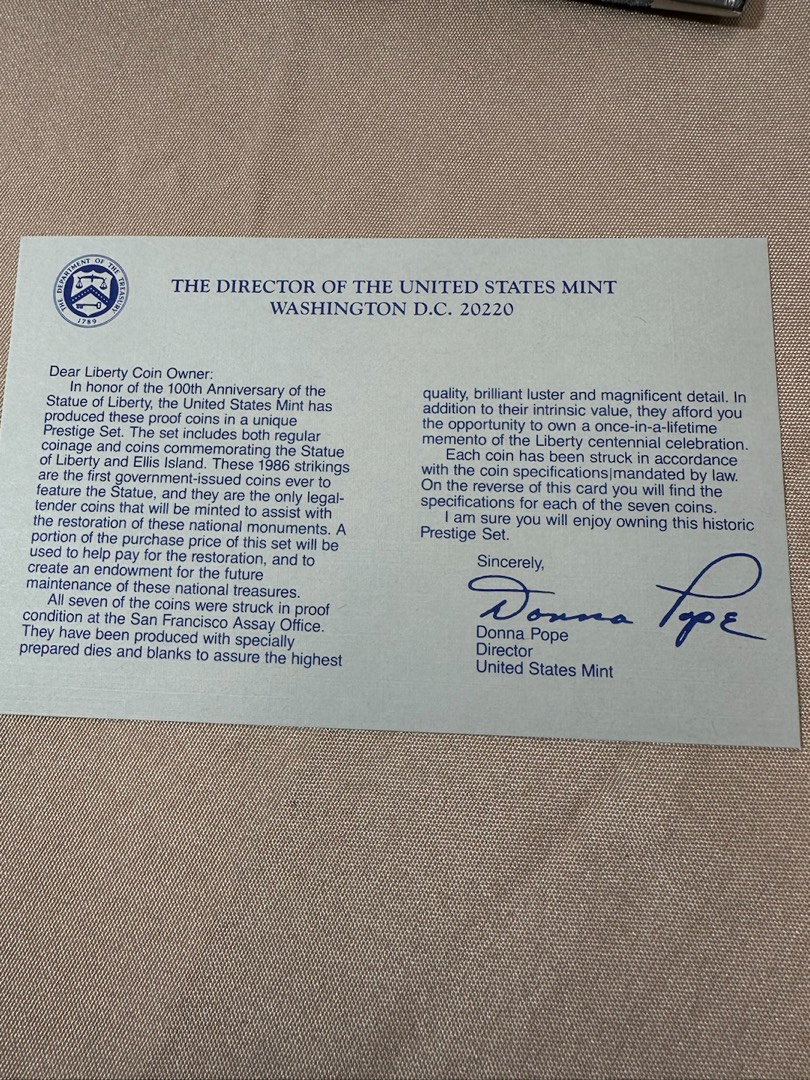 THE DEPARTMENT OF THE TREASURY
1789
THE DIRECTOR OF THE UNITED STATES MINT
WASHINGTON D.C. 20220
Dear Liberty Coin Owner:
In honor of the 100th Anniversary of the
Statue of Liberty, the United States Mint has
produced these proof coins in a unique
Prestige Set. The set includes both regular
coinage and coins commemorating the Statue
of Liberty and Ellis Island. These 1986 strikings
are the first government-issued coins ever to
feature the Statue, and they are the only legal-
tender coins that will be minted to assist with
the restoration of these national monuments. A
portion of the purchase price of this set will be
used to help pay for the restoration, and to
create an endowment for the future
maintenance of these national treasures.
All seven of the coins were struck in proof
condition at the San Francisco Assay Office.
They have been produced with specially
prepared dies and blanks to assure the highest
quality, brilliant luster and magnificent detail. In
addition to their intrinsic value, they afford you
the opportunity to own a once-in-a-lifetime
memento of the Liberty centennial celebration.
Each coin has been struck in accordance
with the coin specifications|mandated by law.
On the reverse of this card you will find the
specifications for each of the seven coins.
I am sure you will enjoy owning this historic
Prestige Set.
Sincerely,
Donna Pope
Donna Pope
Director
United States Mint